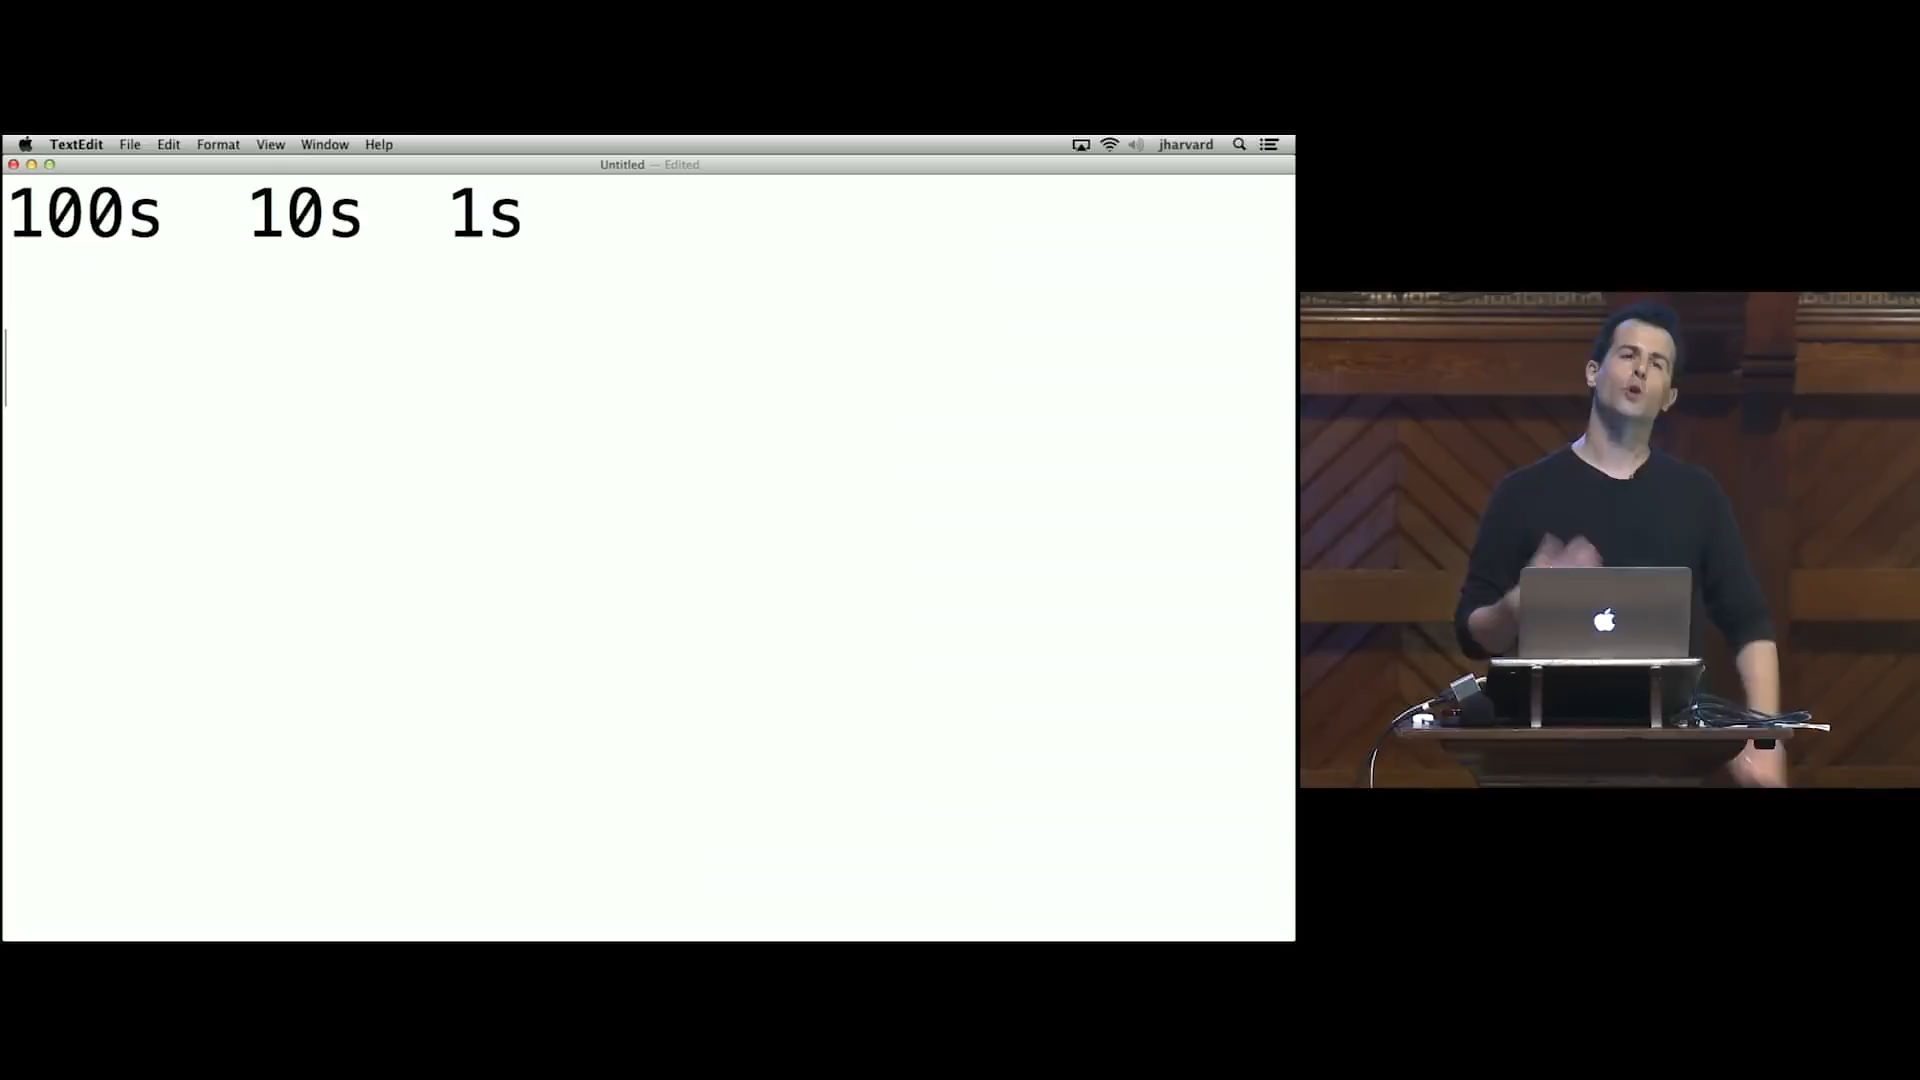 TextEdit File Edit Format View Window Help jharvard
Untitled — Edited
100s 10s 1s